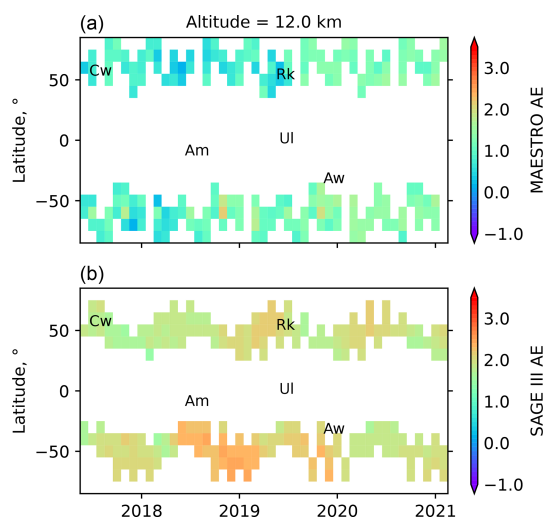 Altitude = 12.0 km
(a)
Latitude, °
50
0
−50
Cw
Rk
Ul
Am
Aw
3.0
2.0
1.0
0.0
−1.0
MAESTRO AE
(b)
Latitude, °
50
0
−50
Cw
Rk
Ul
Am
Aw
3.0
2.0
1.0
0.0
−1.0
SAGE III AE
2018 2019 2020 2021